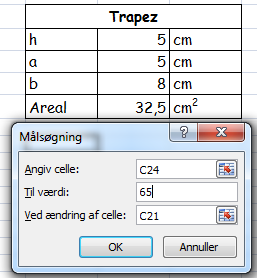 Trapez
h 5 cm
a 5 cm
b 8 cm
Areal 32,5 cm²
Målsøgning
?
Angiv celle: C24
Til værdi: 65
Ved ændring af celle: C21
OK Annuller